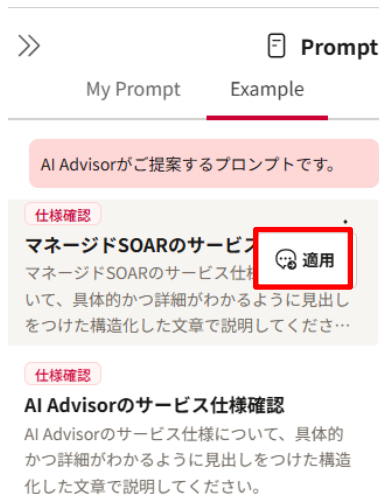 Prompt
My Prompt Example
AI Advisorがご提案するプロンプトです。
仕様確認
マネージドSOARのサービス
適用
マネージドSOARのサービス仕様
いて、具体的かつ詳細がわかるように見出し
をつけた構造化した文章で説明してくださ…
仕様確認
AI Advisorのサービス仕様確認
AI Advisorのサービス仕様について、具体的
かつ詳細がわかるように見出しをつけた構造
化した文章で説明してください。